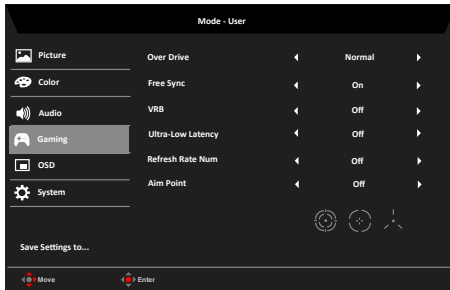 Mode - User
Picture
Color
Audio
Gaming
OSD
System
Save Settings to...
Over Drive Normal
Free Sync On
VRB Off
Ultra-Low Latency Off
Refresh Rate Num Off
Aim Point Off
Move Enter